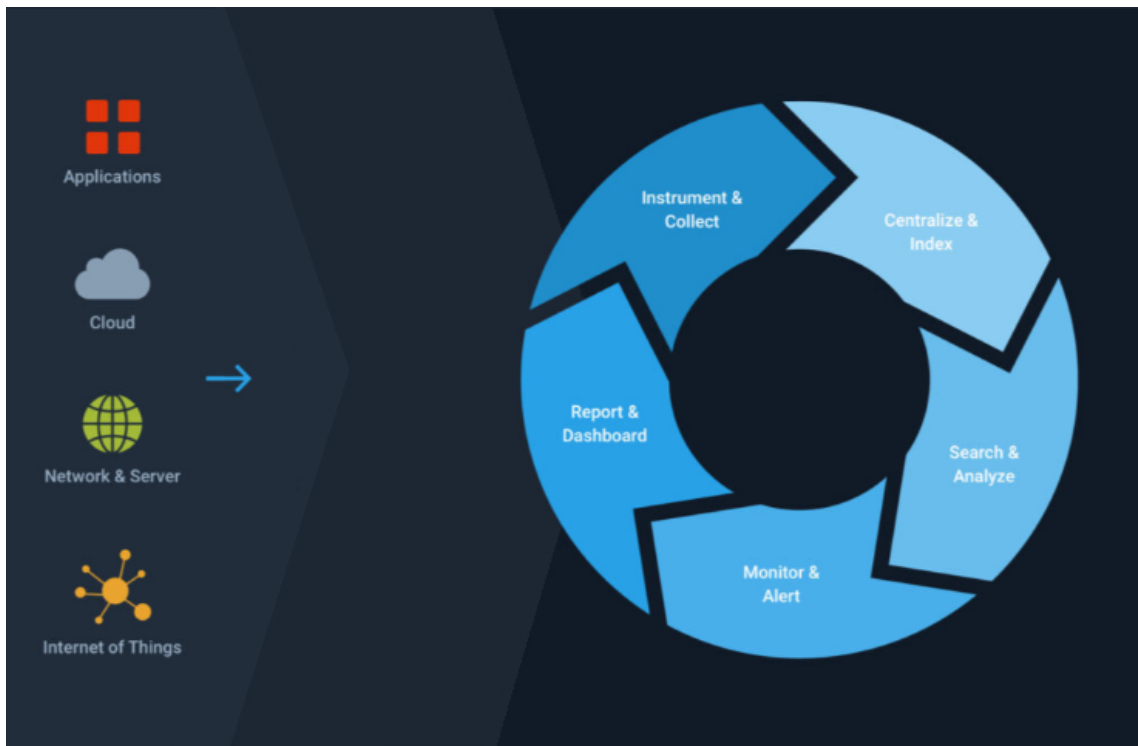 Applications
Cloud
Network & Server
Internet of Things
Instrument &
Collect
Centralize &
Index
Search &
Analyze
Monitor &
Alert
Report &
Dashboard